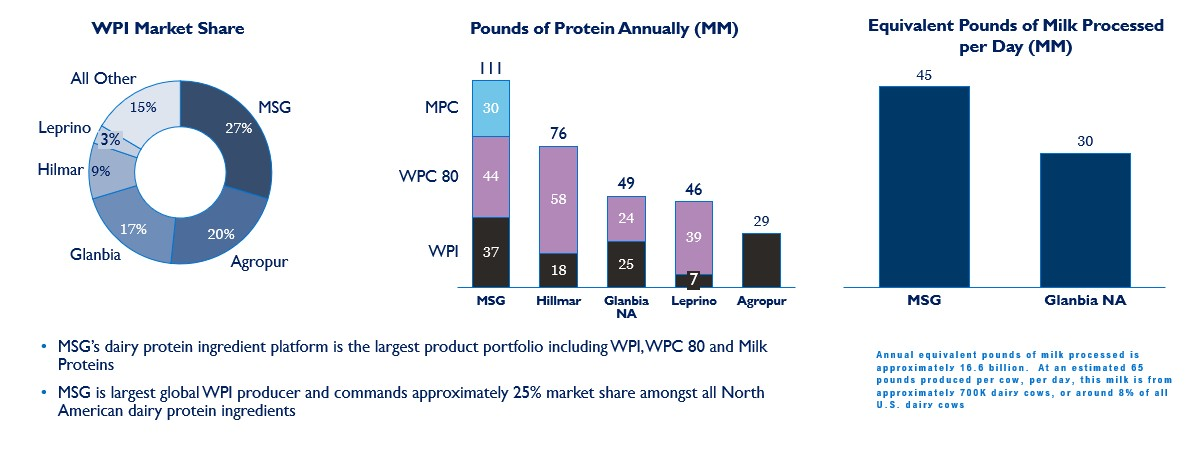 WPI Market Share
All Other
15%
MSG
27%
Leprino
3%
Hilmar
9%
17%
20%
Glanbia
Agropur
Pounds of Protein Annually (MM)
111
MPC
30
76
WPC 80
44
58
49
24
46
39
29
WPI
37
18
25
7
MSG
Hillmar
Glanbia
NA
Leprino
Agropur
Equivalent Pounds of Milk Processed
per Day (MM)
45
30
MSG
Glanbia NA
• MSG's dairy protein ingredient platform is the largest product portfolio including WPI, WPC 80 and Milk
Proteins
• MSG is largest global WPI producer and commands approximately 25% market share amongst all North
American dairy protein ingredients
Annual equivalent pounds of milk processed is
approximately 16.6 billion. At an estimated 65
pounds produced per cow, per day, this milk is from
approximately 700K dairy cows, or around 8% of all
U.S. dairy cows